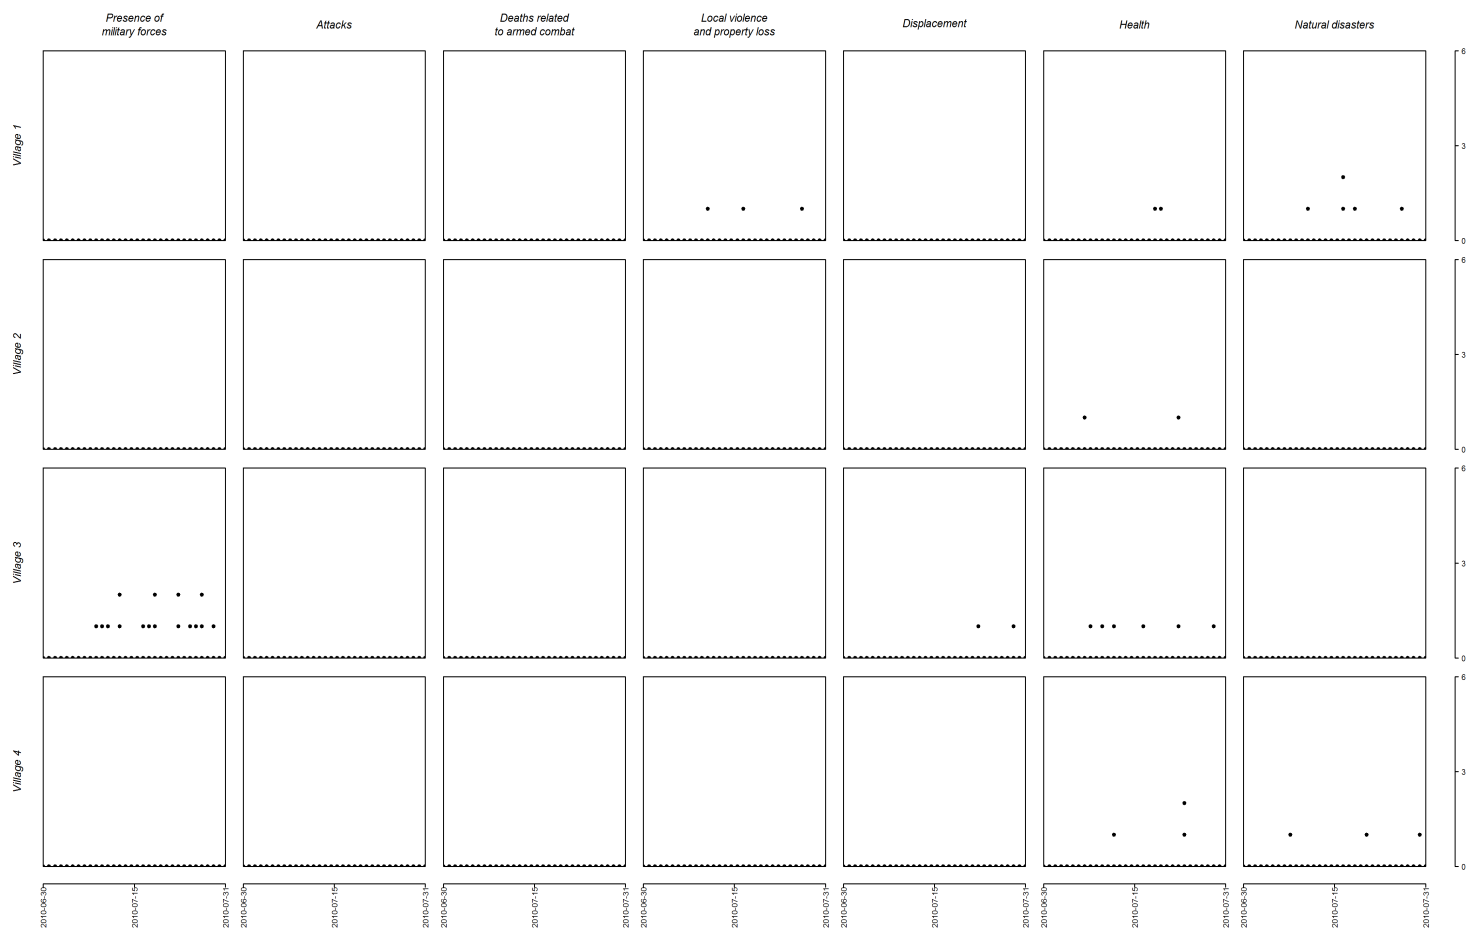 Presence of
military forces
Attacks
Deaths related
to armed combat
Local violence
and property loss
Displacement
Health
Natural disasters
Village 1
6
3
0
Village 2
6
3
0
Village 3
6
3
0
Village 4
6
3
0
2010-06-30
2010-07-15
2010-07-31
2010-06-30
2010-07-15
2010-07-31
2010-06-30
2010-07-15
2010-07-31
2010-06-30
2010-07-15
2010-07-31
2010-06-30
2010-07-15
2010-07-31
2010-06-30
2010-07-15
2010-07-31
2010-06-30
2010-07-15
2010-07-31